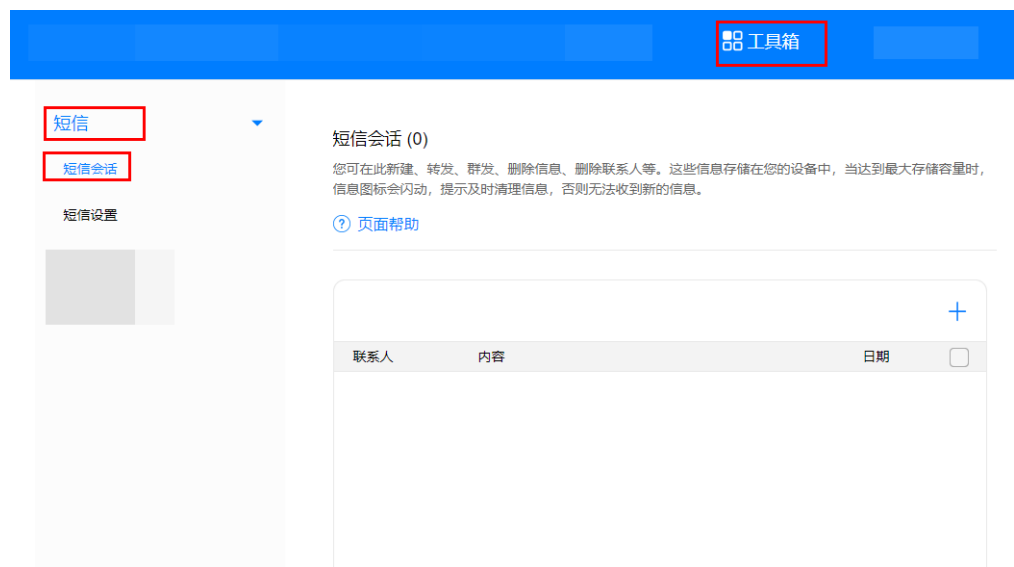 工具箱
短信
短信会话
短信设置
短信会话 (0)
您可在此新建、转发、群发、删除信息、删除联系人等。这些信息存储在您的设备中，当达到最大存储容量时，
信息图标会闪动，提示及时清理信息，否则无法收到新的信息。
? 页面帮助
+
联系人 内容 日期